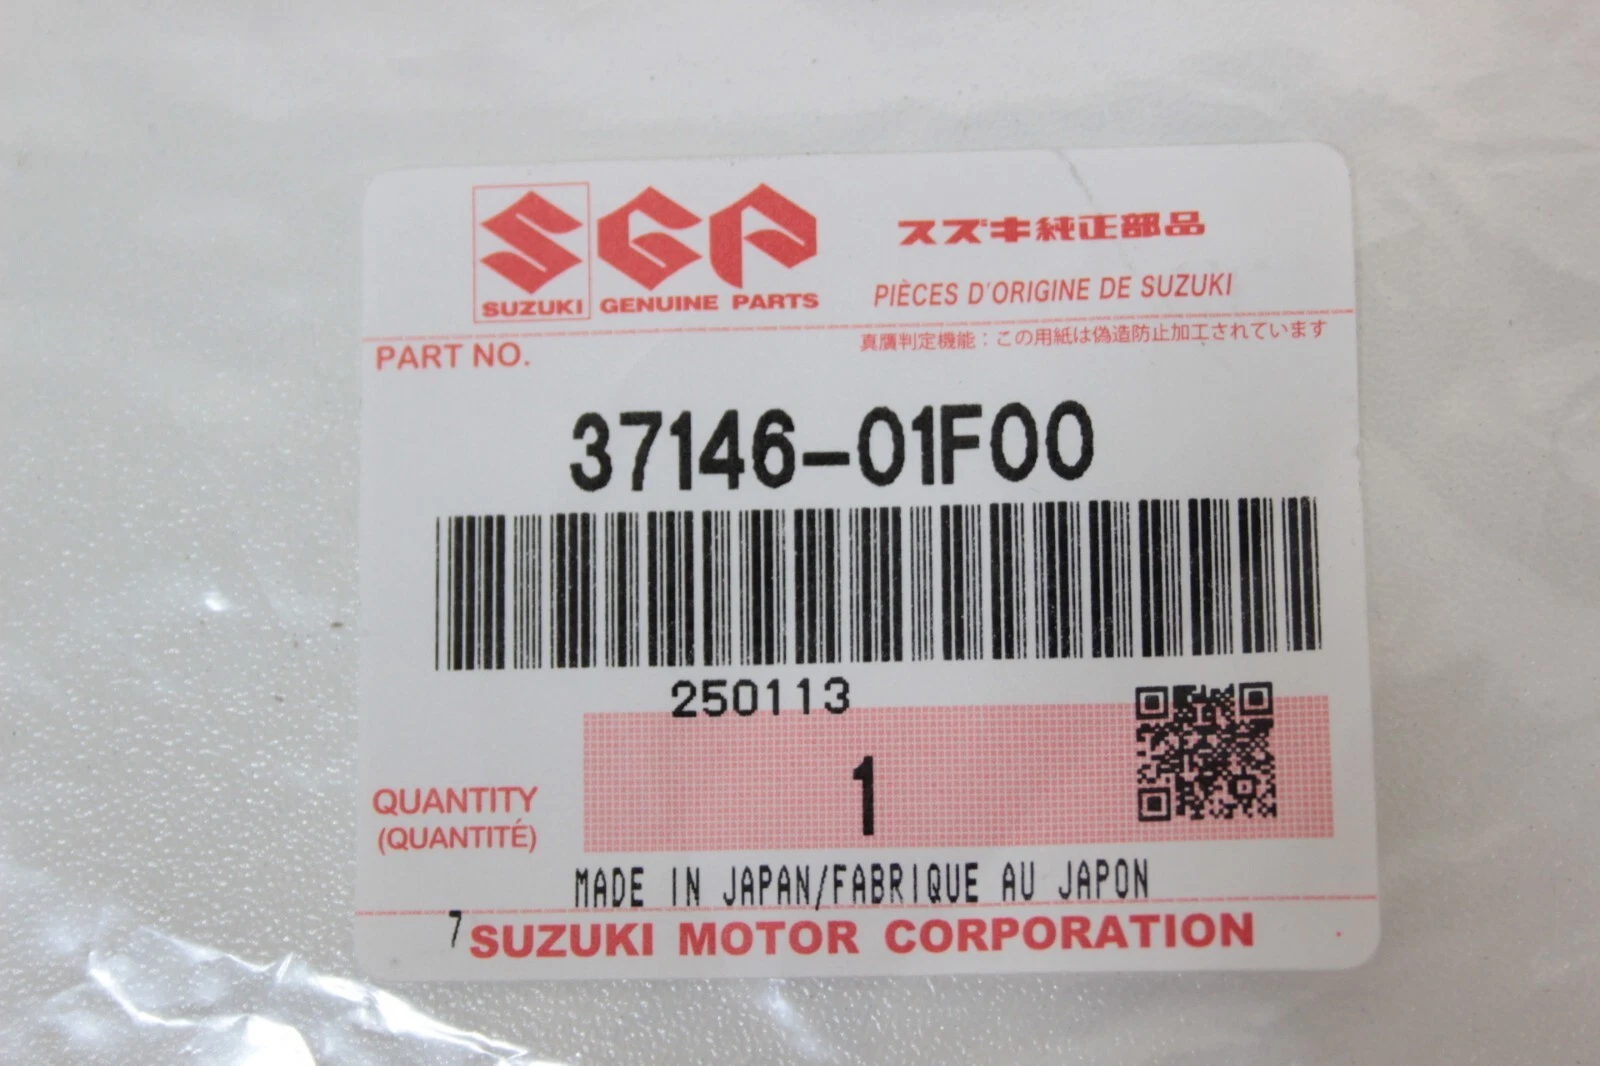 SGP
SUZUKI GENUINE PARTS
スズキ純正部品
PIÈCES D'ORIGINE DE SUZUKI
PART NO.
真贋判定機能：この用紙は偽造防止加工されています
37146-01F00
250113
QUANTITY
(QUANTITÉ)
1
MADE IN JAPAN/FABRIQUE AU JAPON
7
SUZUKI MOTOR CORPORATION